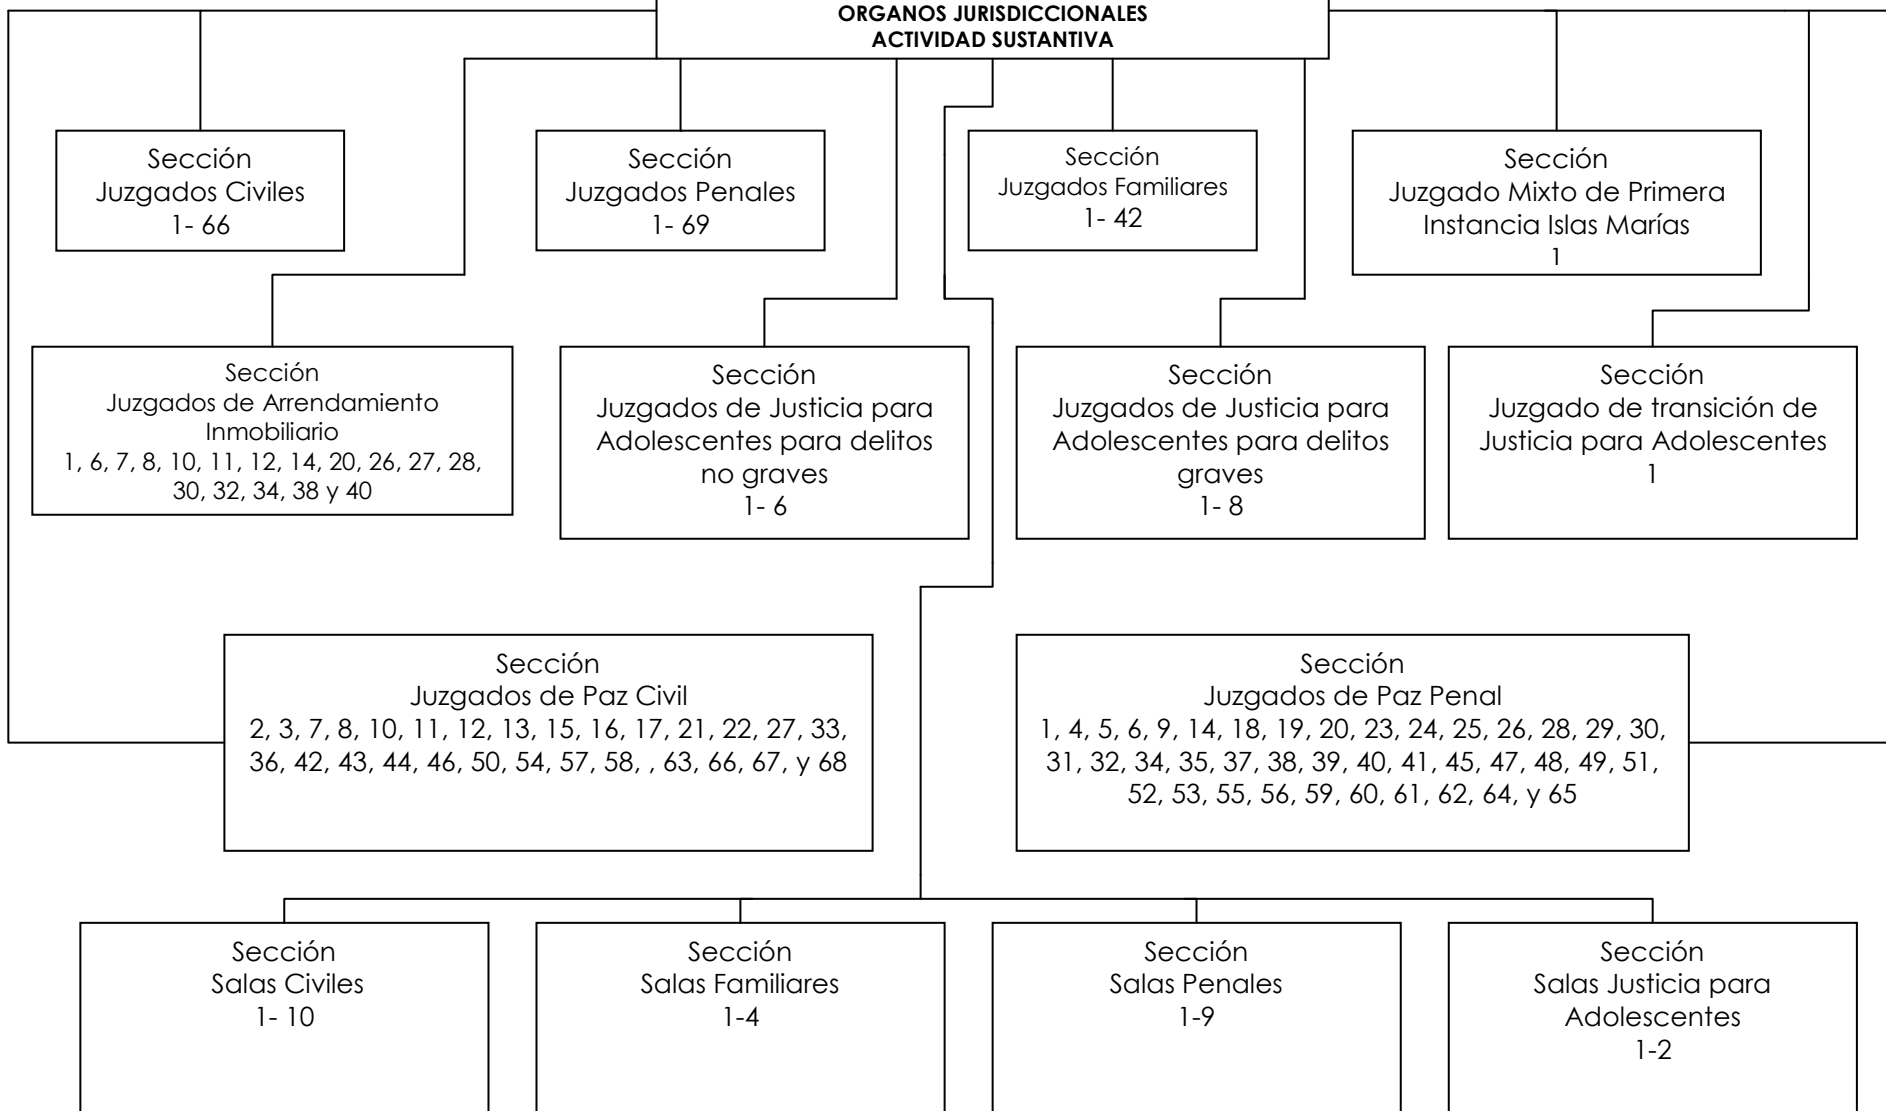 ORGANOS JURISDICCIONALES
ACTIVIDAD SUSTANTIVA
Sección
Juzgados Civiles
1- 66
Sección
Juzgados Penales
1- 69
Sección
Juzgados Familiares
1- 42
Sección
Juzgado Mixto de Primera
Instancia Islas Marías
1
Sección
Juzgados de Arrendamiento
Inmobiliario
1, 6, 7, 8, 10, 11, 12, 14, 20, 26, 27, 28,
30, 32, 34, 38 y 40
Sección
Juzgados de Justicia para
Adolescentes para delitos
no graves
1- 6
Sección
Juzgados de Justicia para
Adolescentes para delitos
graves
1- 8
Sección
Juzgado de transición de
Justicia para Adolescentes
1
Sección
Juzgados de Paz Civil
2, 3, 7, 8, 10, 11, 12, 13, 15, 16, 17, 21, 22, 27, 33,
36, 42, 43, 44, 46, 50, 54, 57, 58, , 63, 66, 67, y 68
Sección
Juzgados de Paz Penal
1, 4, 5, 6, 9, 14, 18, 19, 20, 23, 24, 25, 26, 28, 29, 30,
31, 32, 34, 35, 37, 38, 39, 40, 41, 45, 47, 48, 49, 51,
52, 53, 55, 56, 59, 60, 61, 62, 64, y 65
Sección
Salas Civiles
1- 10
Sección
Salas Familiares
1-4
Sección
Salas Penales
1-9
Sección
Salas Justicia para
Adolescentes
1-2